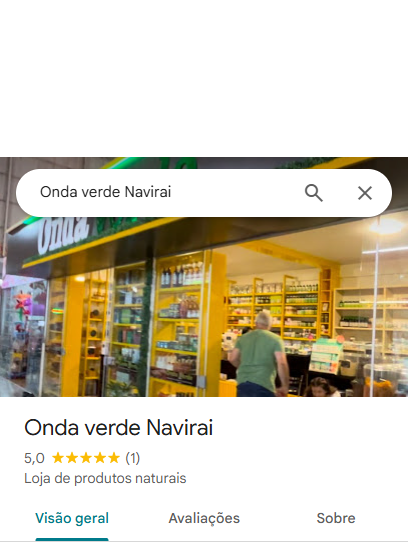 Onda verde Navirai
Onda
Onda verde Navirai
5,0 ★★★★★ (1)
Loja de produtos naturais
Visão geral Avaliações Sobre